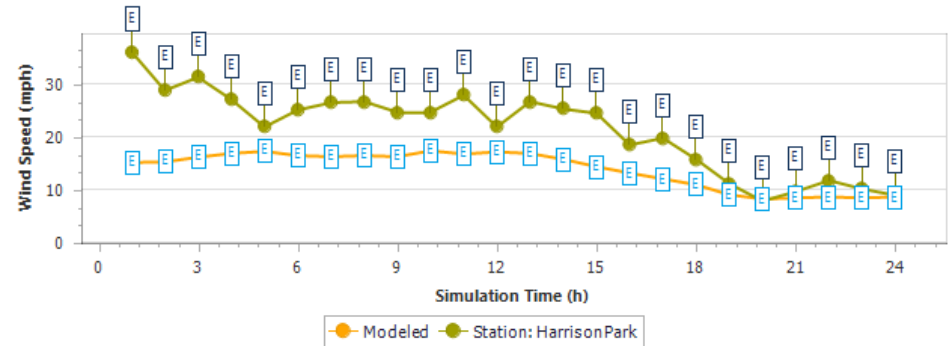 E
E E E E E E E E E E E E E E E E E E E E E E E
E E E E E E E E E E E E E E E E E E E E E E E E
Wind Speed (mph)
30
20
10
0
0 3 6 9 12 15 18 21 24
Simulation Time (h)
Modeled Station: HarrisonPark